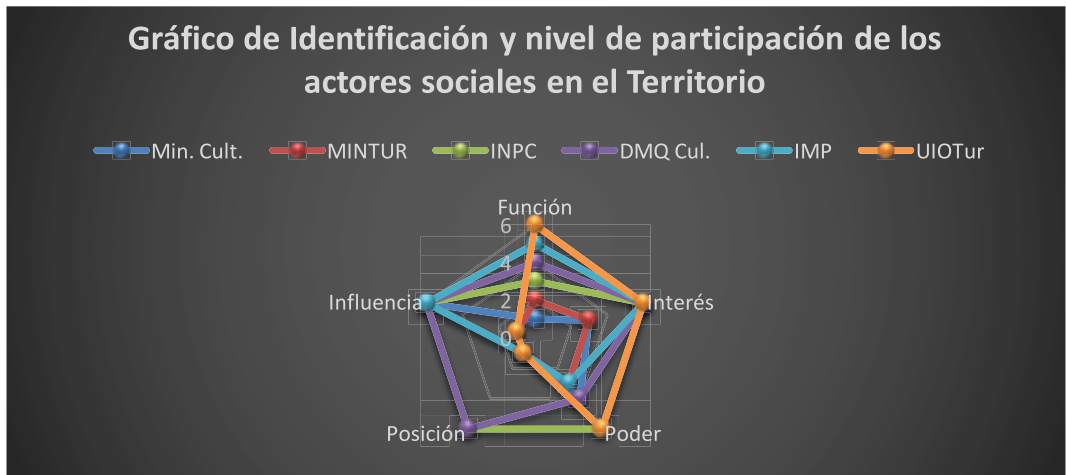 Gráfico de Identificación y nivel de participación de los
actores sociales en el Territorio
Min. Cult. MINTUR INPC DMQ Cul. IMP UIOTur
Función
6
4
Influencia Interés
2
0
Posición Poder